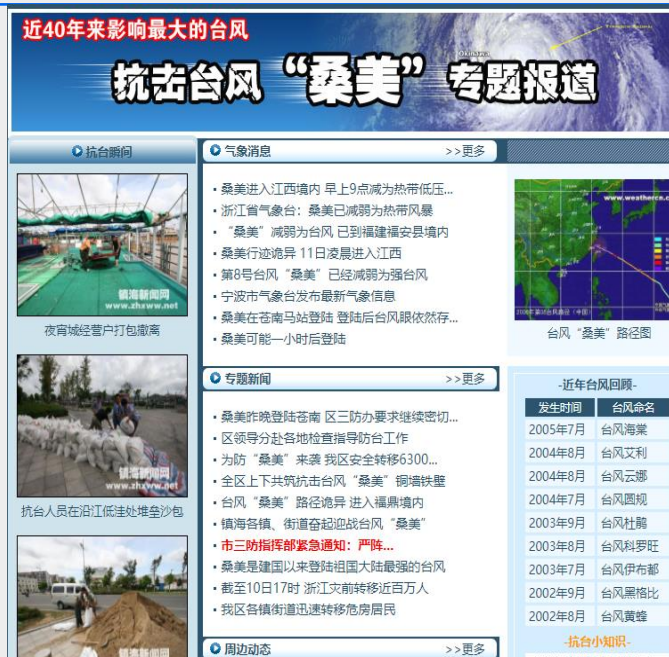 近40年来影响最大的台风
抗击台风“桑美”专题报道
抗台瞬间
镇海新闻网
www.zhxww.net
夜宵城经营户打包撤离
镇海新闻网
www.zhxww.net
抗台人员在沿江低洼处堆垒沙包
镇海新闻网
气象消息
>>更多
·桑美进入江西境内 早上9点减为热带低压...
·浙江省气象台：桑美已减弱为热带风暴
·“桑美”减弱为台风 已到福建福安县境内
·桑美行迹诡异 11日凌晨进入江西
·第8号台风“桑美”已经减弱为强台风
·宁波市气象台发布最新气象信息
·桑美在苍南马站登陆 登陆后台风眼依然存...
·桑美可能一小时后登陆
专题新闻
>>更多
·桑美昨晚登陆苍南 区三防办要求继续密切...
·区领导分赴各地检查指导防台工作
·为防“桑美”来袭 我区安全转移6300...
·全区上下共筑抗击台风“桑美”铜墙铁壁
·台风“桑美”路径诡异 进入福鼎境内
·镇海各镇、街道奋起迎战台风“桑美”
·市三防指挥部紧急通知：严阵...
·桑美是建国以来登陆祖国大陆最强的台风
·截至10日17时 浙江灾前转移近百万人
·我区各镇街道迅速转移危房居民
周边动态
>>更多
www.weathercn.c
台风“桑美”路径图
-近年台风回顾-
发生时间 台风命名
2005年7月 台风海棠
2004年8月 台风艾利
2004年8月 台风云娜
2004年7月 台风圆规
2003年9月 台风杜鹃
2003年8月 台风科罗旺
2003年7月 台风伊布都
2002年9月 台风黑格比
2002年8月 台风黄蜂
-抗台小知识-